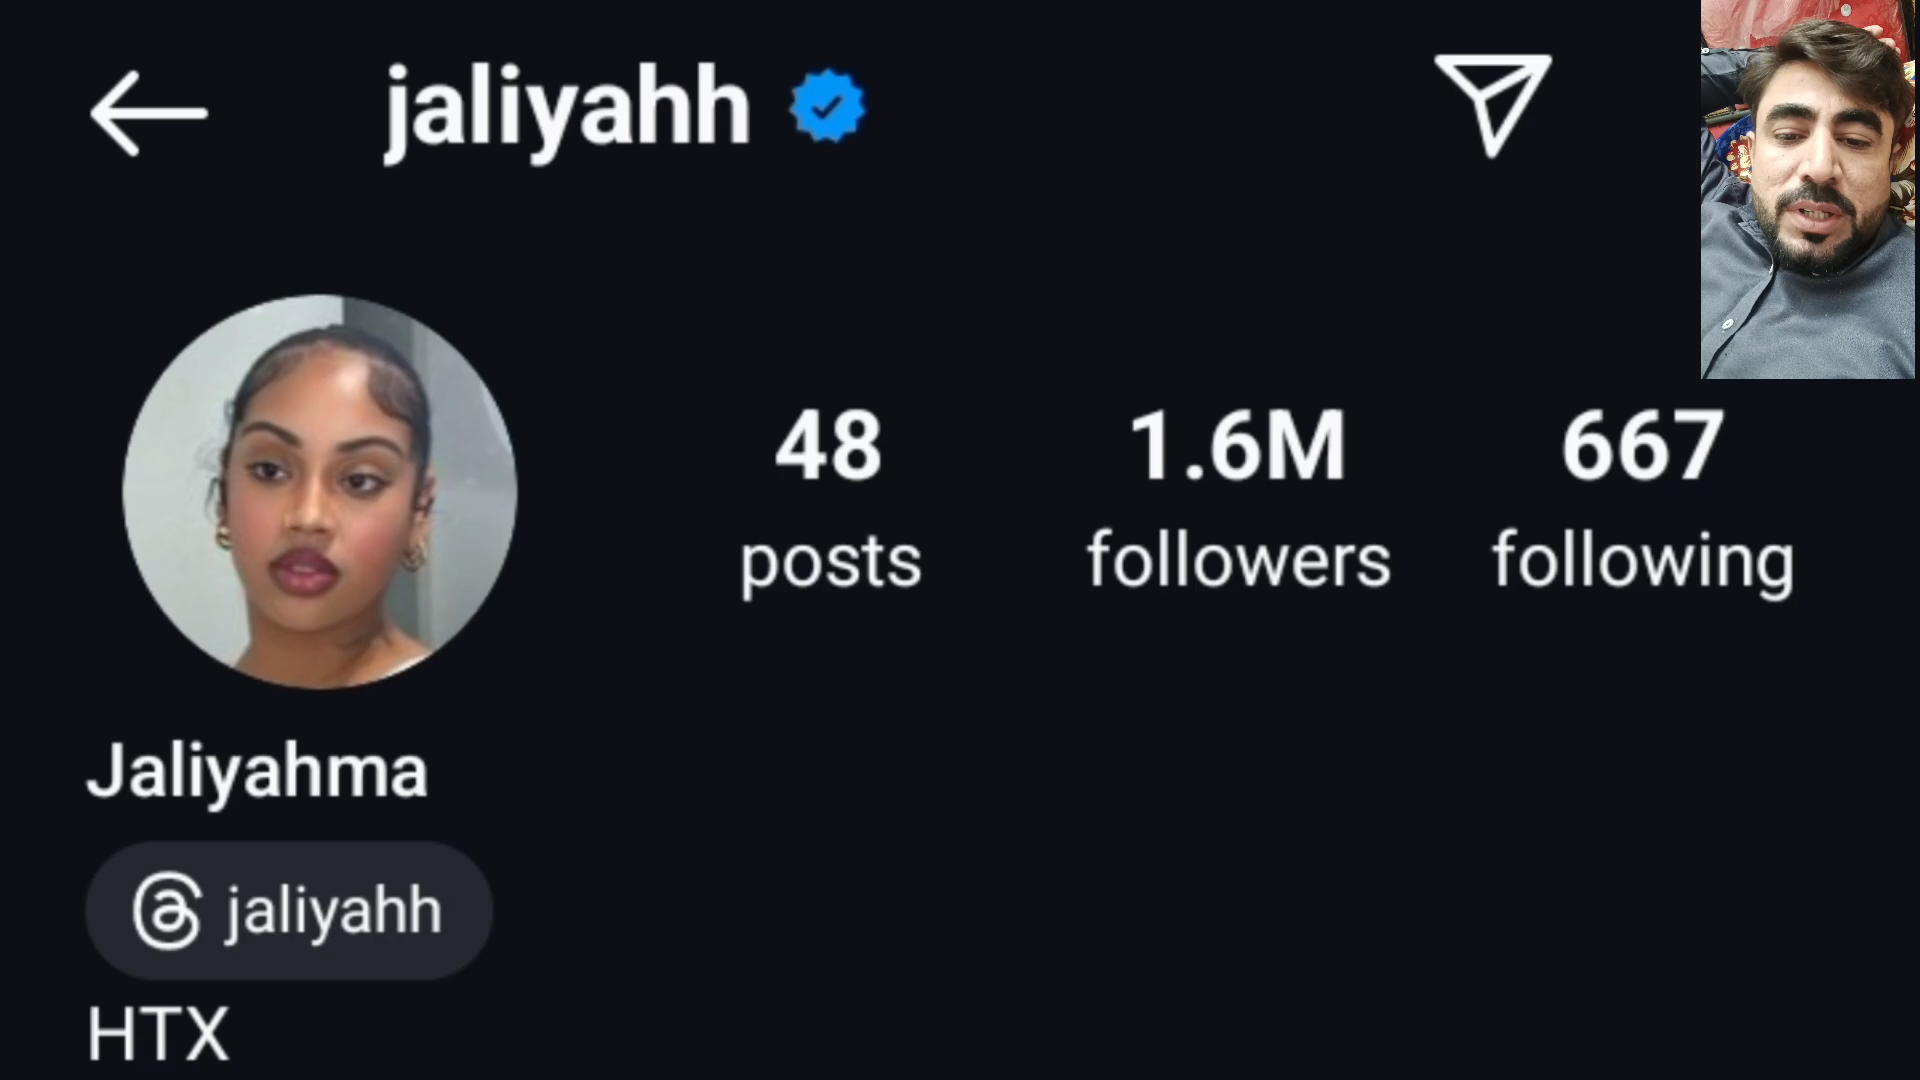 jaliyahh
48 1.6M 667
posts followers following
Jaliyahma
jaliyahh
HTX